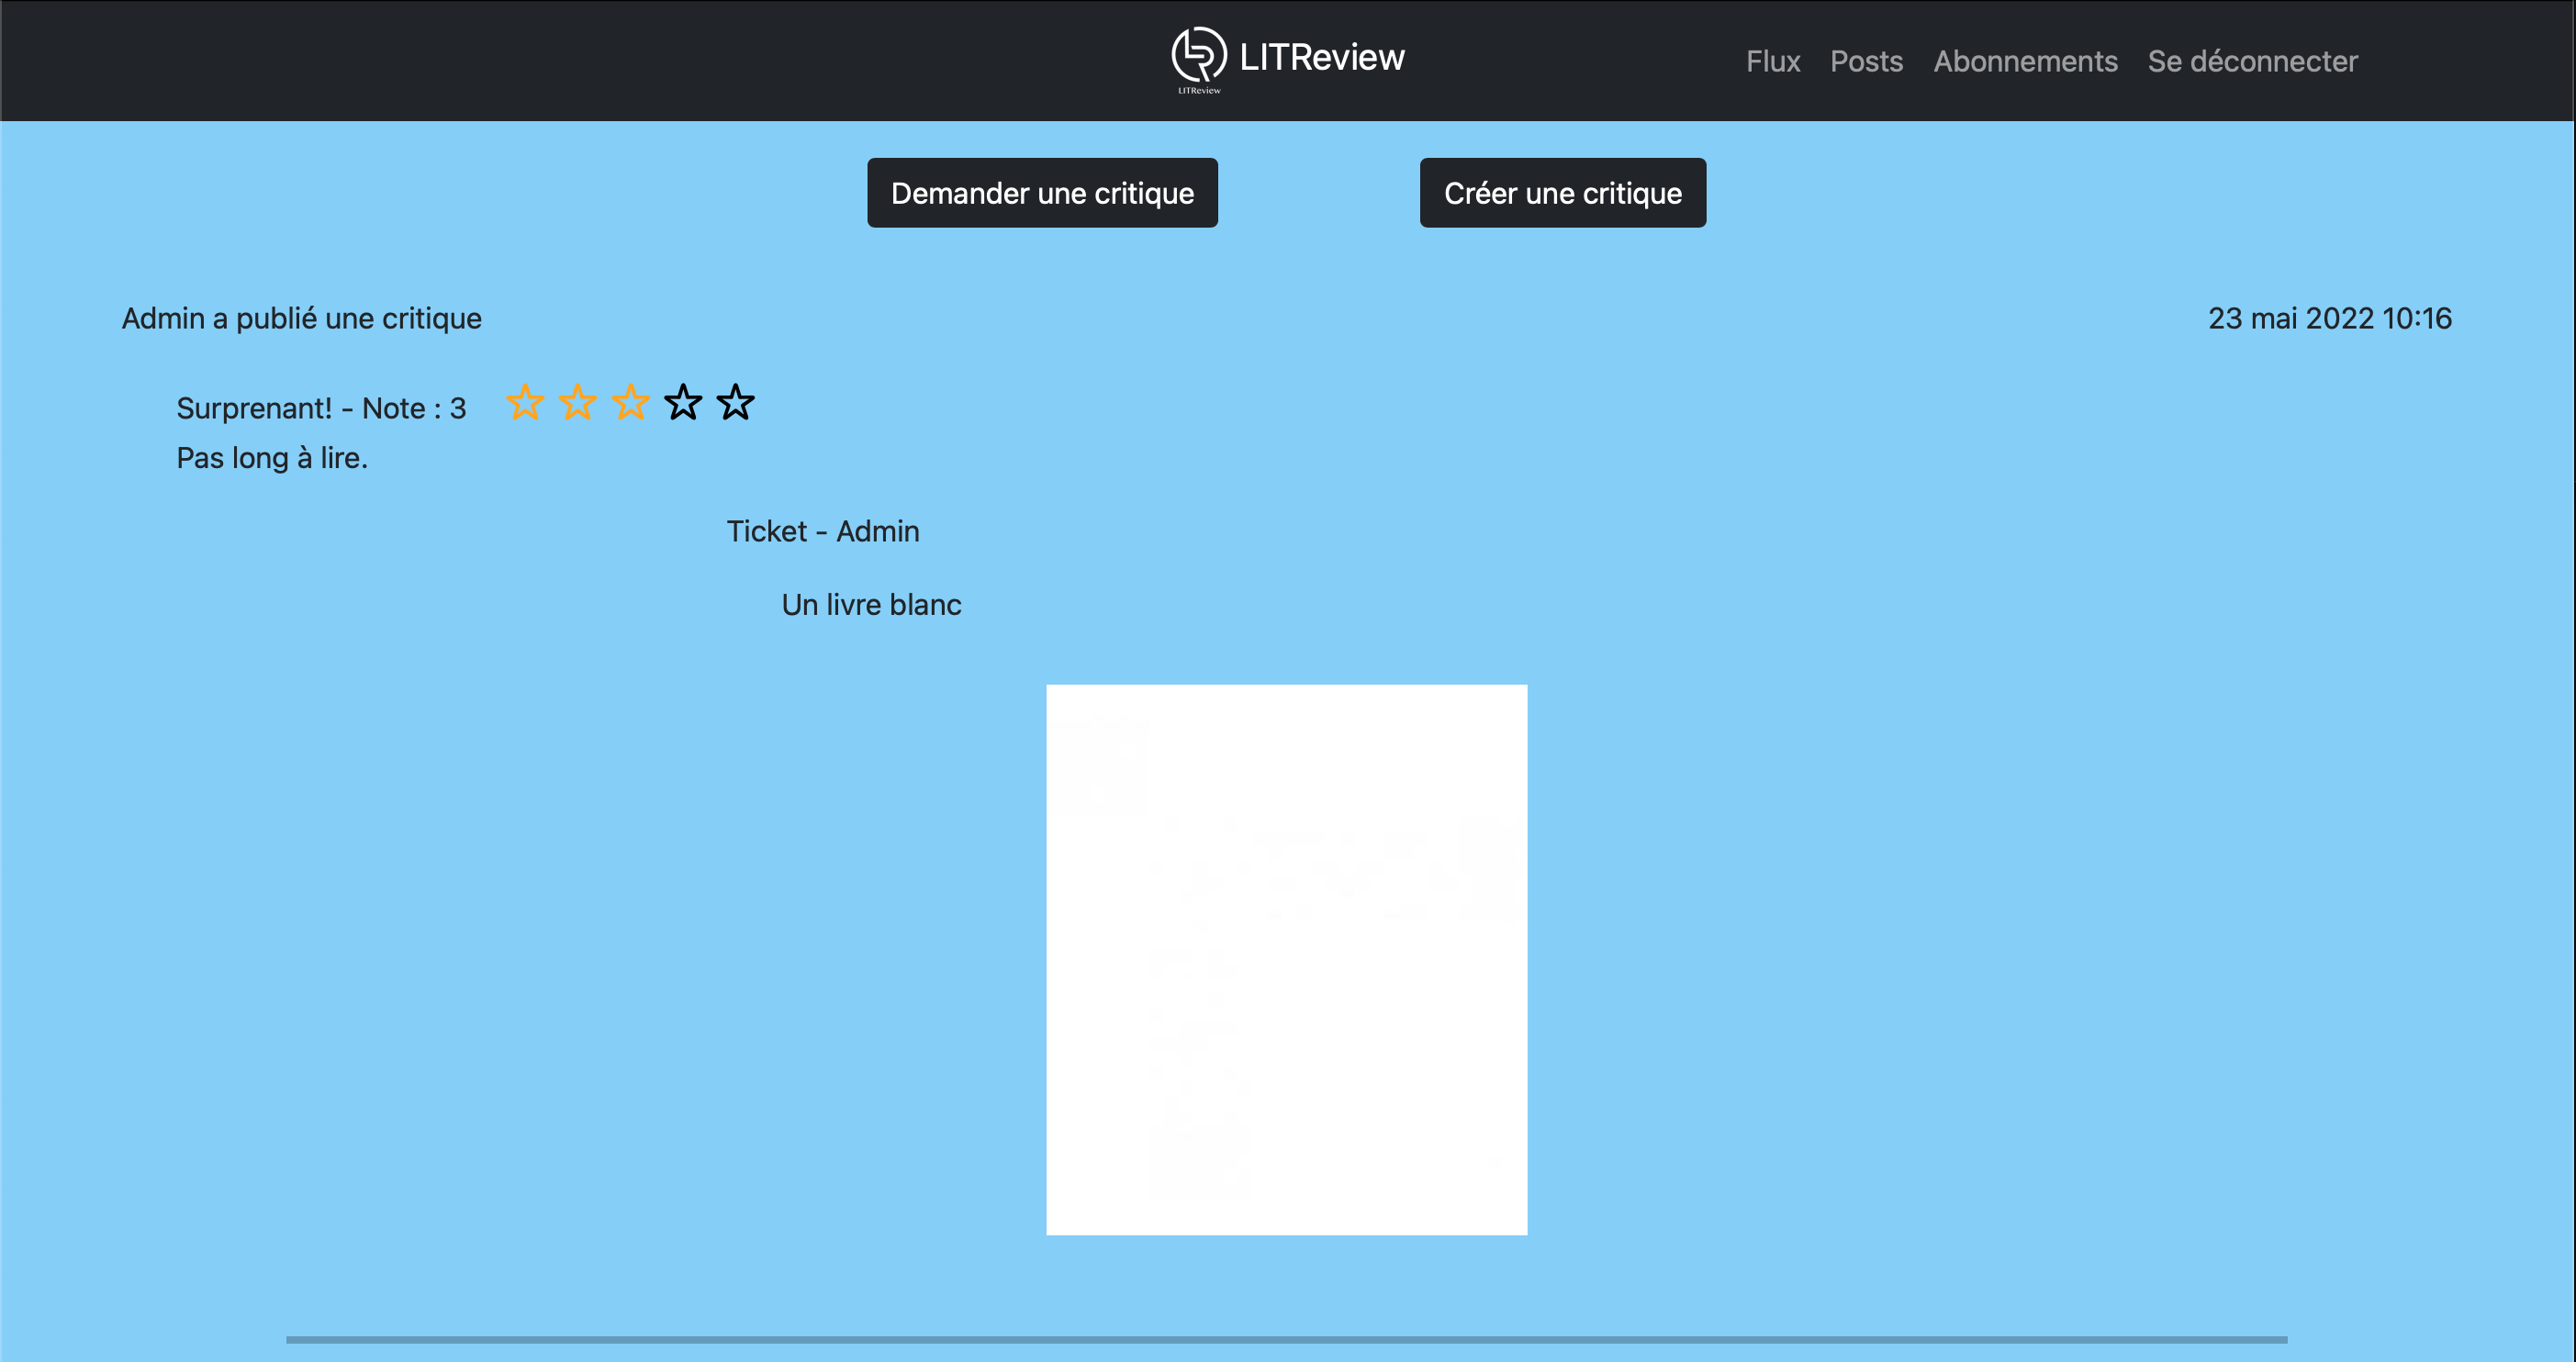 LITReview
LITReview
Flux Posts Abonnements Se déconnecter
Demander une critique
Créer une critique
Admin a publié une critique
23 mai 2022 10:16
Surprenant! - Note : 3
Pas long à lire.
Ticket - Admin
Un livre blanc